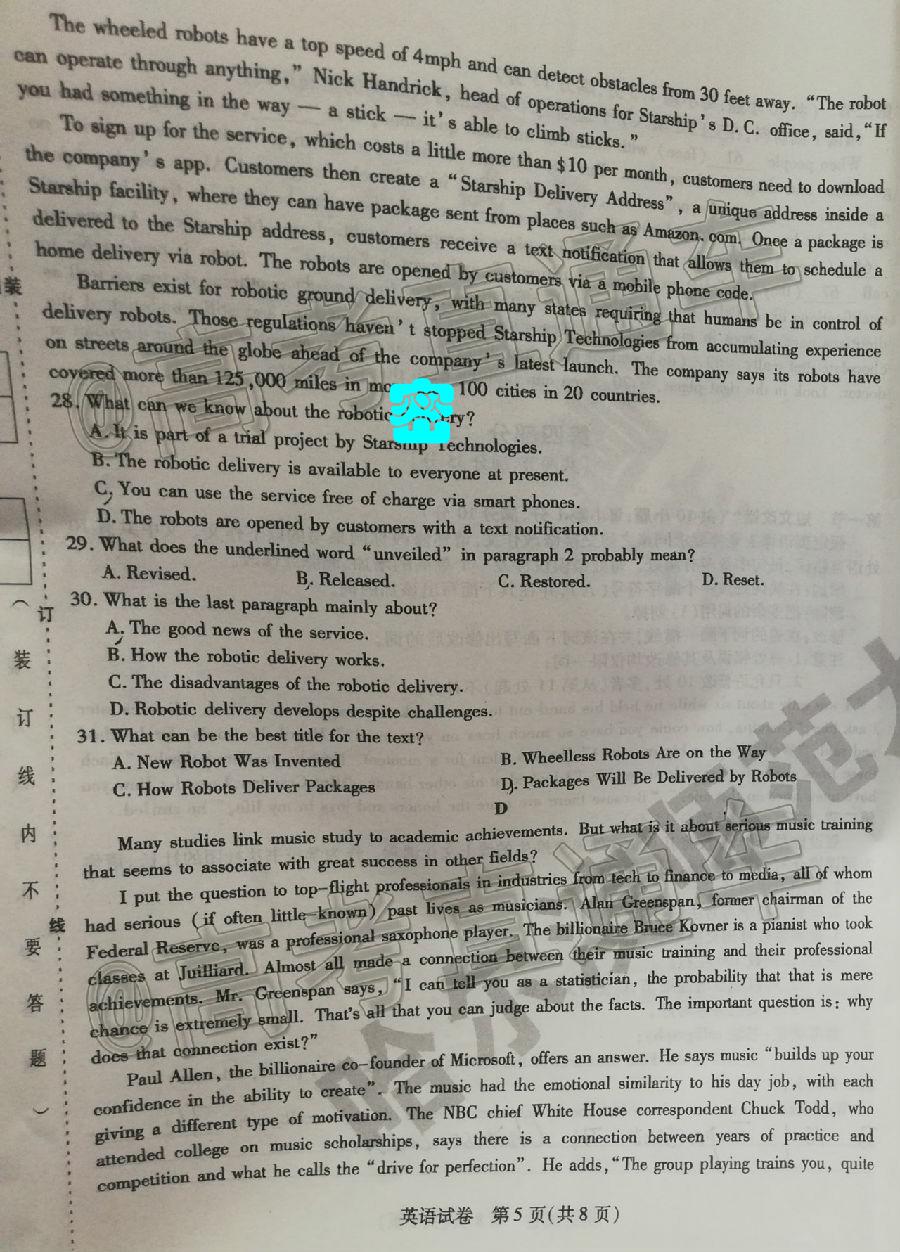 The wheeled robots have a top speed of 4mph and can detect obstacles from 30 feet away. “The robot
can operate through anything,” Nick Handrick, head of operations for Starship's D. C. office, said, “If
you had something in the way — a stick — it's able to climb sticks.”
To sign up for the service, which costs a little more than $10 per month, customers need to download
the company's app. Customers then create a “Starship Delivery Address”, a unique address inside a
Starship facility, where they can have package sent from places such as Amazon. com. Once a package is
delivered to the Starship address, customers receive a text notification that allows them to schedule a
home delivery via robot. The robots are opened by customers via a mobile phone code.
Barriers exist for robotic ground delivery, with many states requiring that humans be in control of
delivery robots. Those regulations haven't stopped Starship Technologies from accumulating experience
on streets around the globe ahead of the company's latest launch. The company says its robots have
covered more than 125,000 miles in 100 cities in 20 countries.
28. What can we know about the robotic
A. It is part of a trial project by Starship Technologies.
B. The robotic delivery is available to everyone at present.
C. You can use the service free of charge via smart phones.
D. The robots are opened by customers with a text notification.
29. What does the underlined word “unveiled” in paragraph 2 probably mean?
A. Revised. B. Released. C. Restored. D. Reset.
30. What is the last paragraph mainly about?
A. The good news of the service.
B. How the robotic delivery works.
C. The disadvantages of the robotic delivery.
D. Robotic delivery develops despite challenges.
31. What can be the best title for the text?
A. New Robot Was Invented B. Wheelless Robots Are on the Way
C. How Robots Deliver Packages D. Packages Will Be Delivered by Robots
D
Many studies link music study to academic achievements. But what is it about serious music training
that seems to associate with great success in other fields?
I put the question to top-flight professionals in industries from tech to finance to media, all of whom
had serious (if often little-known) past lives as musicians. Alan Greenspan, former chairman of the
Federal Reserve, was a professional saxophone player. The billionaire Bruce Kovner is a pianist who took
classes at Juilliard. Almost all made a connection between their music training and their professional
achievements. Mr. Greenspan says, “I can tell you as a statistician, the probability that that is mere
chance is extremely small. That's all that you can judge about the facts. The important question is: why
does that connection exist?”
Paul Allen, the billionaire co-founder of Microsoft, offers an answer. He says music “builds up your
confidence in the ability to create”. The music had the emotional similarity to his day job, with each
giving a different type of motivation. The NBC chief White House correspondent Chuck Todd, who
attended college on music scholarships, says there is a connection between years of practice and
competition and what he calls the “drive for perfection”. He adds, “The group playing trains you, quite
英语试卷 第5页(共8页)
装
订
线
(装订线内不要答题)
@高考直通车
@高考直通车